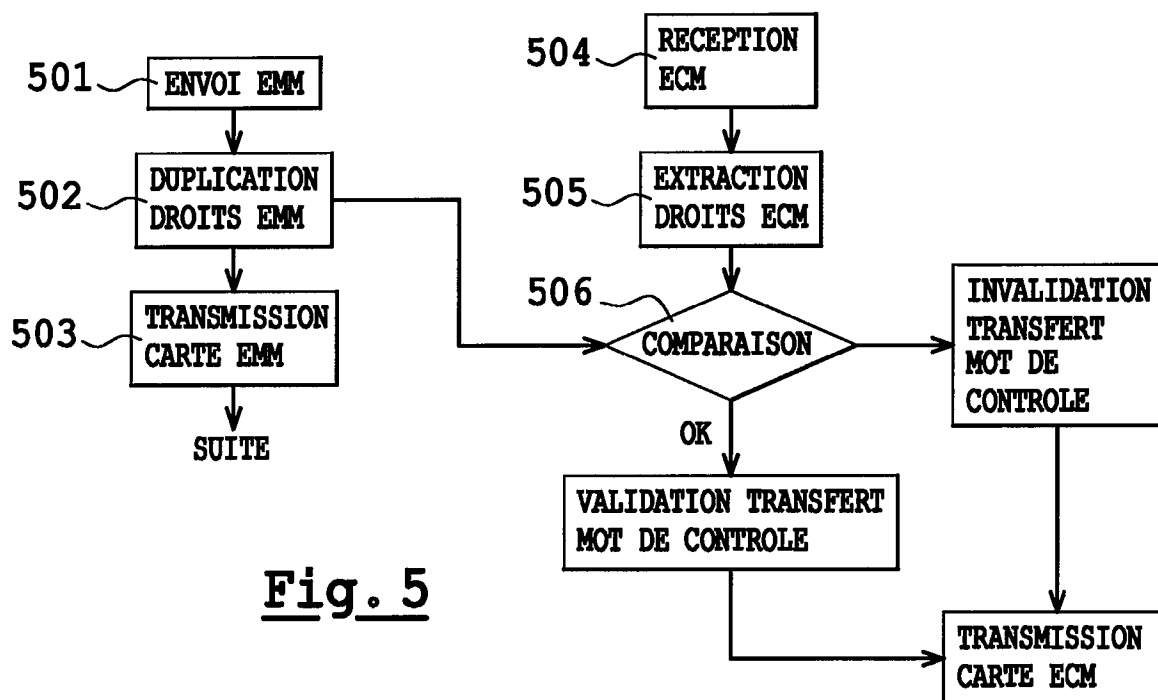 501
ENVOI EMM
502
DUPLICATION
DROITS EMM
503
TRANSMISSION
CARTE EMM
SUITE
504
RECEPTION
ECM
505
EXTRACTION
DROITS ECM
506
COMPARAISON
OK
INVALIDATION
TRANSFERT
MOT DE
CONTROLE
VALIDATION TRANSFERT
MOT DE CONTROLE
TRANSMISSION
CARTE ECM
Fig. 5